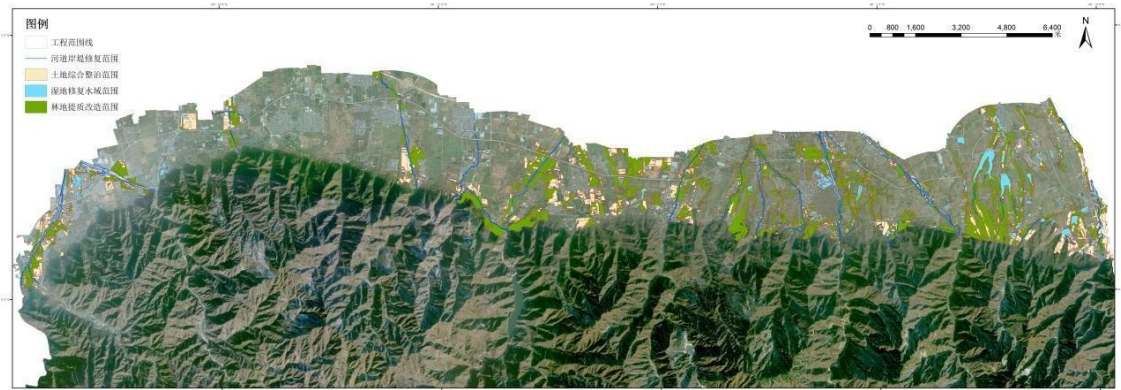 图例
工程范围线
河道岸堤修复范围
土地综合整治范围
湿地修复水域范围
林地提质改造范围
0 800 1,600 3,200 4,800 6,400
米
N